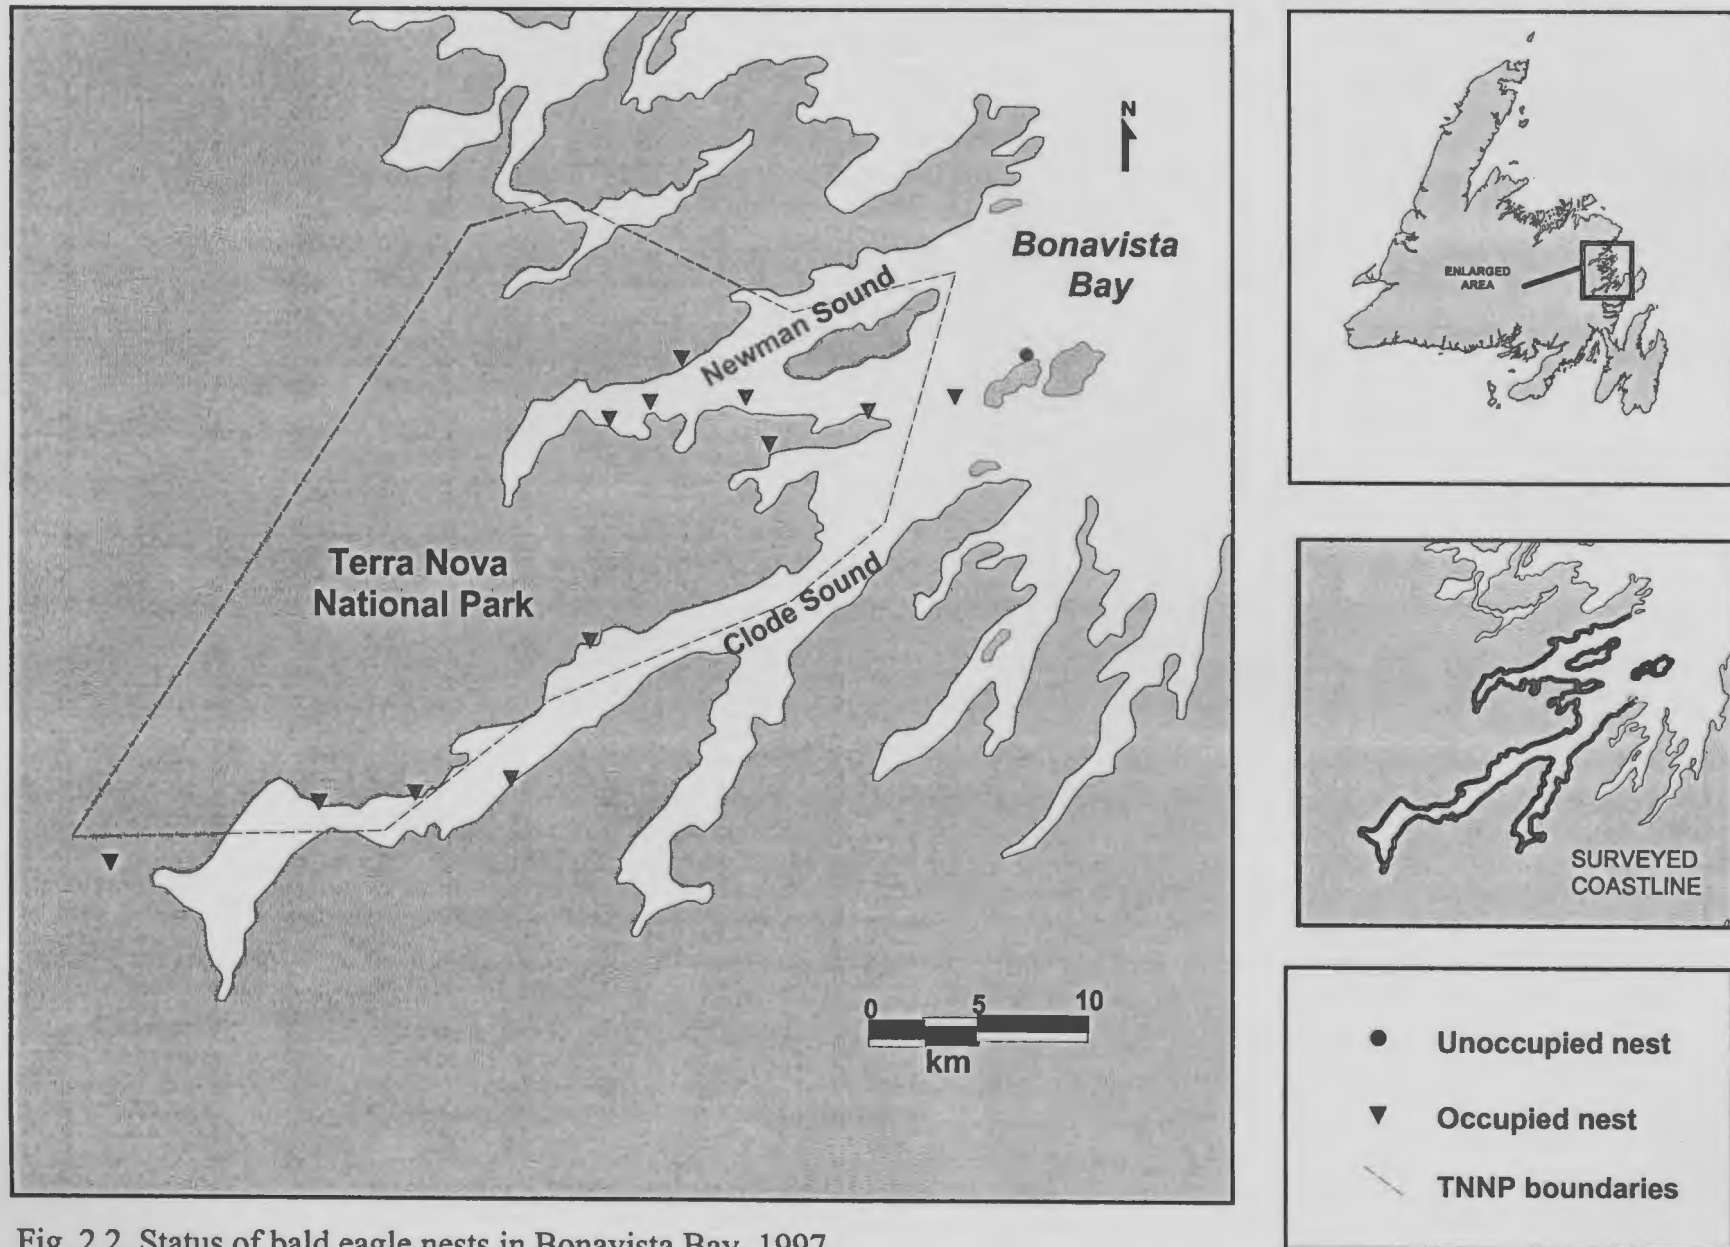 N
Bonavista
Bay
Newman Sound
Terra Nova
National Park
Clode Sound
0 5 10
km
ENLARGED
AREA
SURVEYED
COASTLINE
Unoccupied nest
Occupied nest
TNNP boundaries
Fig. 2.2. Status of bald eagle nests in Bonavista Bay, 1997